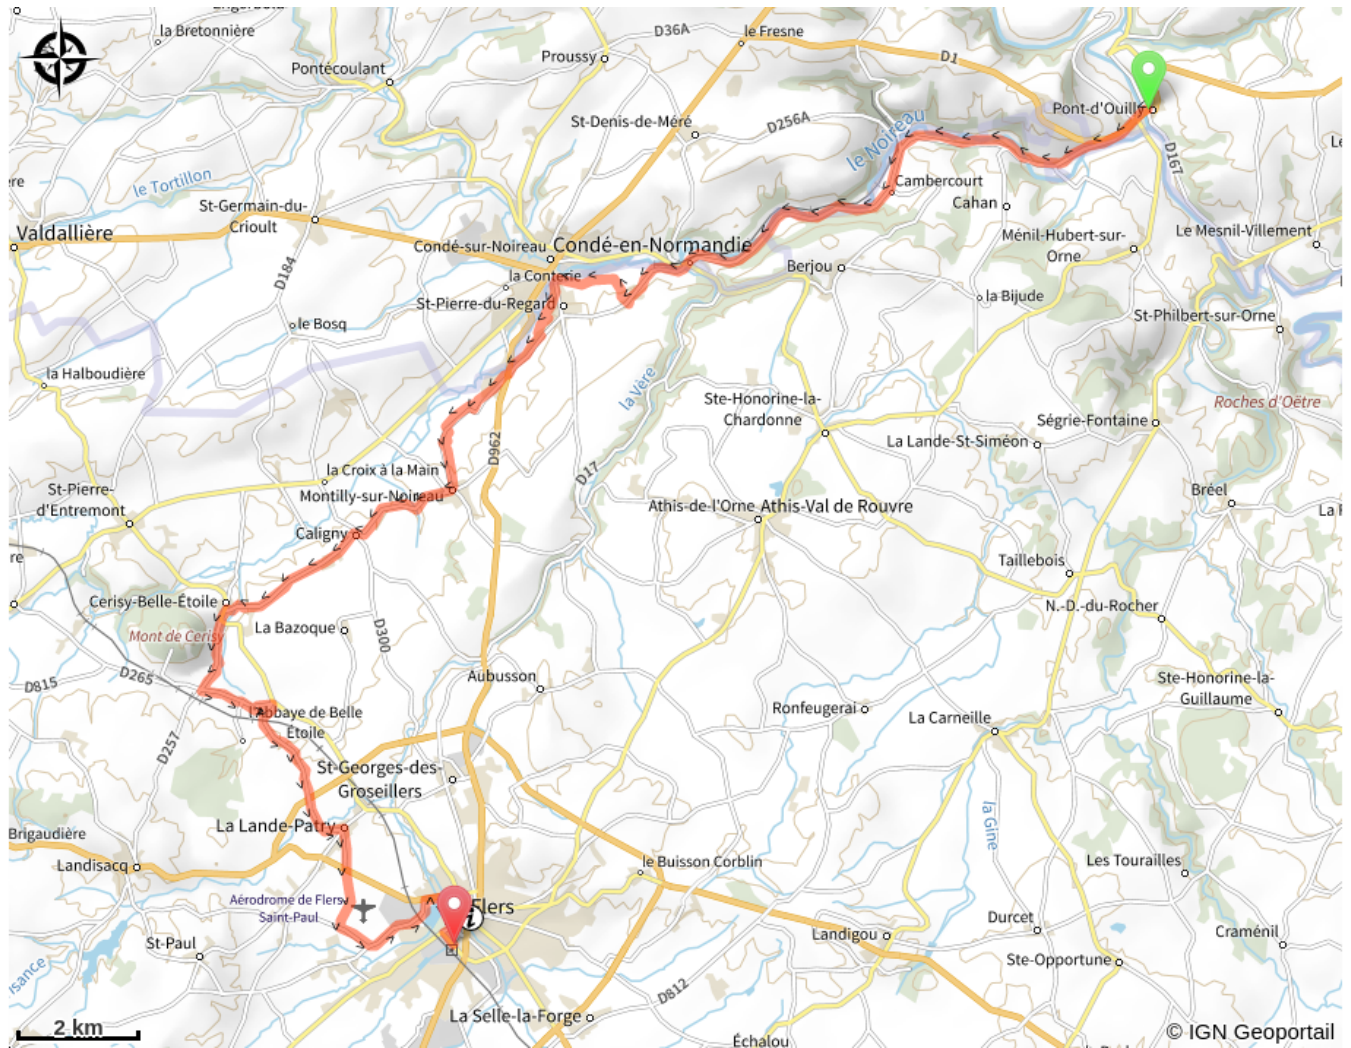 la Bretonnière
D36A
le Fresne
Proussy
D1
Pontécoulant
Pont-d'Ouilly
St-Denis-de-Méré
D256A
le Noireau
D167
le Tortillon
Cambercourt
Cahan
St-Germain-du-
Crioult
Valdallière
Condé-sur-Noireau
Condé-en-Normandie
Ménil-Hubert-sur-
Orne
Le Mesnil-Villement
D184
la Conterie
Berjou
St-Pierre-du-Regard
la Bijude
St-Philbert-sur-Orne
le Bosq
la Halboudière
la Vère
Ste-Honorine-la-
Chardonne
Roches d'Oëtre
Ségrie-Fontaine
La Lande-St-Siméon
D962
la Croix à la Main
D17
St-Pierre-
d'Entremont
Montilly-sur-Noireau
Bréel
Athis-de-l'Orne
Athis-Val de Rouvre
Caligny
Taillebois
Cerisy-Belle-Étoile
N.-D.-du-Rocher
La Bazoque
D300
Mont de Cerisy
D815
D265
Aubusson
Ste-Honorine-la-
Guillaume
l'Abbaye de Belle
Étoile
Ronfeugerai
La Carneille
D257
St-Georges-des-
Groseillers
La Lande-Patry
la Gine
Brigaudière
Landisacq
le Buisson Corblin
Les Tourailles
Aérodrome de Flers
Saint-Paul
Flers
i
Durcet
St-Paul
Landigou
Craménil
Ste-Opportune
D812
La Selle-la-Forge
2 km
Échalou
© IGN Geoportail